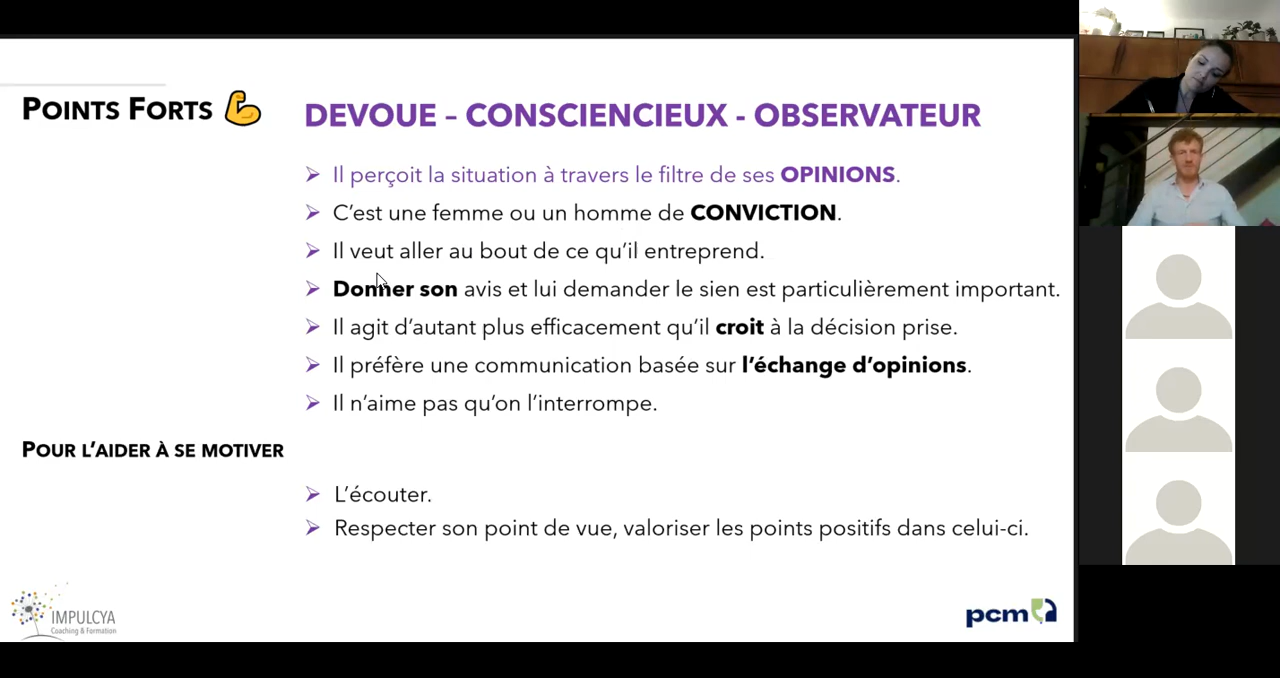 POINTS FORTS 💪
DEVOUE – CONSCIENCIEUX - OBSERVATEUR
Il perçoit la situation à travers le filtre de ses OPINIONS.
C’est une femme ou un homme de CONVICTION.
Il veut aller au bout de ce qu’il entreprend.
Donner son avis et lui demander le sien est particulièrement important.
Il agit d’autant plus efficacement qu’il croit à la décision prise.
Il préfère une communication basée sur l’échange d’opinions.
Il n’aime pas qu’on l’interrompe.
POUR L’AIDER À SE MOTIVER
L’écouter.
Respecter son point de vue, valoriser les points positifs dans celui-ci.
IMPULCYA
Coaching & Formation
pcm